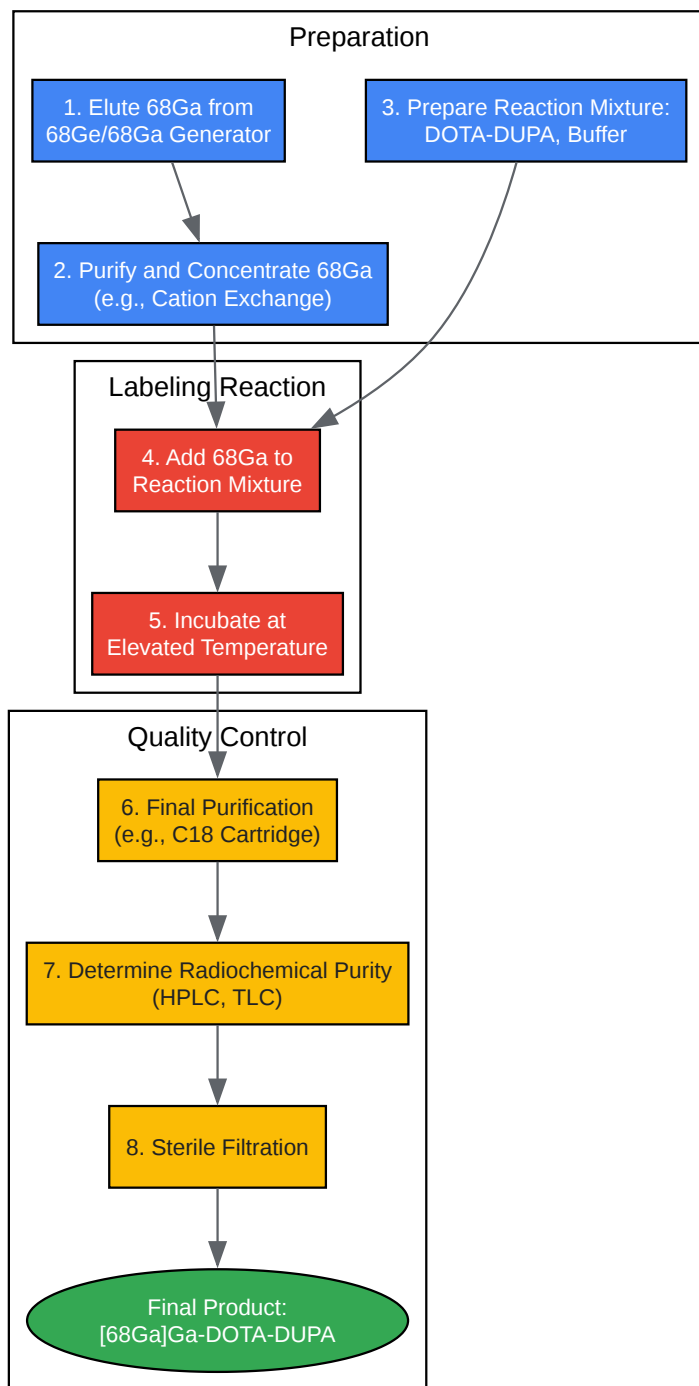 Preparation
1. Elute 68Ga from
68Ge/68Ga Generator
3. Prepare Reaction Mixture:
DOTA-DUPA, Buffer
2. Purify and Concentrate 68Ga
(e.g., Cation Exchange)
Labeling Reaction
4. Add 68Ga to
Reaction Mixture
5. Incubate at
Elevated Temperature
Quality Control
6. Final Purification
(e.g., C18 Cartridge)
7. Determine Radiochemical Purity
(HPLC, TLC)
8. Sterile Filtration
Final Product:
[68Ga]Ga-DOTA-DUPA